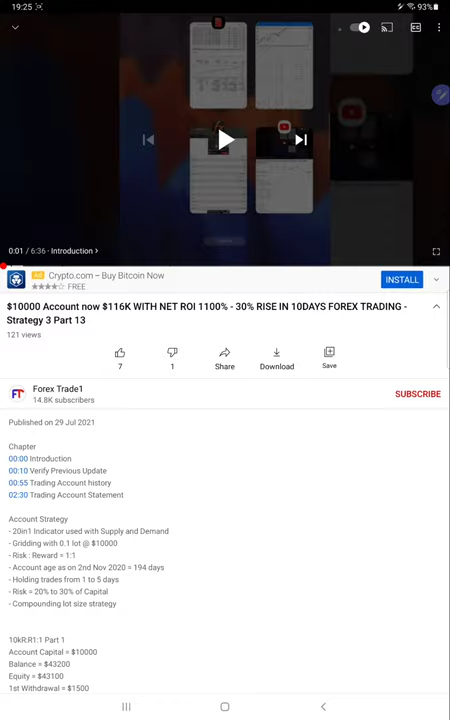 19:25
93%
0:01 / 6:36 · Introduction >
Ad Crypto.com – Buy Bitcoin Now
FREE
INSTALL
$10000 Account now $116K WITH NET ROI 1100% - 30% RISE IN 10DAYS FOREX TRADING -
Strategy 3 Part 13
121 views
7
1
Share
Download
Save
Forex Trade1
14.8K subscribers
SUBSCRIBE
Published on 29 Jul 2021
Chapter
00:00 Introduction
00:10 Verify Previous Update
00:55 Trading Account history
02:30 Trading Account Statement
Account Strategy
- 20in1 Indicator used with Supply and Demand
- Gridding with 0.1 lot @ $10000
- Risk : Reward = 1:1
- Account age as on 2nd Nov 2020 = 194 days
- Holding trades from 1 to 5 days
- Risk = 20% to 30% of Capital
- Compounding lot size strategy
10kR:R1:1 Part 1
Account Capital = $10000
Balance = $43200
Equity = $43100
1st Withdrawal = $1500